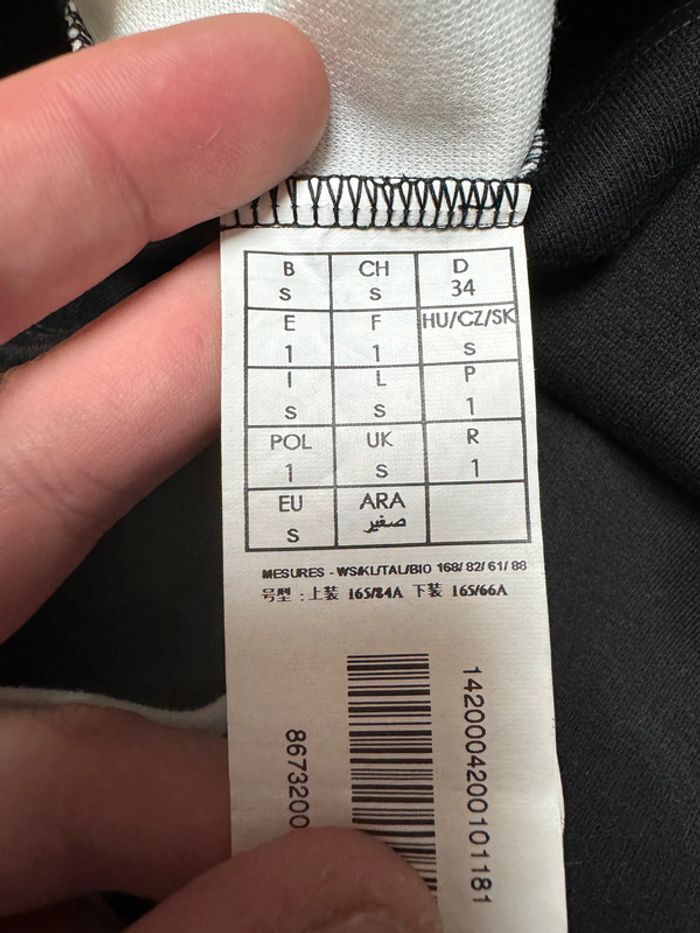 B CH D
S S 34
E F HU/CZ/SK
1 1 S
I L P
S S 1
POL UK R
1 S 1
EU ARA
S صغير
MESURES - WS/KL/TAL/BIO 168/ 82/ 61/ 88
号型 : 上装 165/84A 下装 165/66A
1420004200101181
8673200